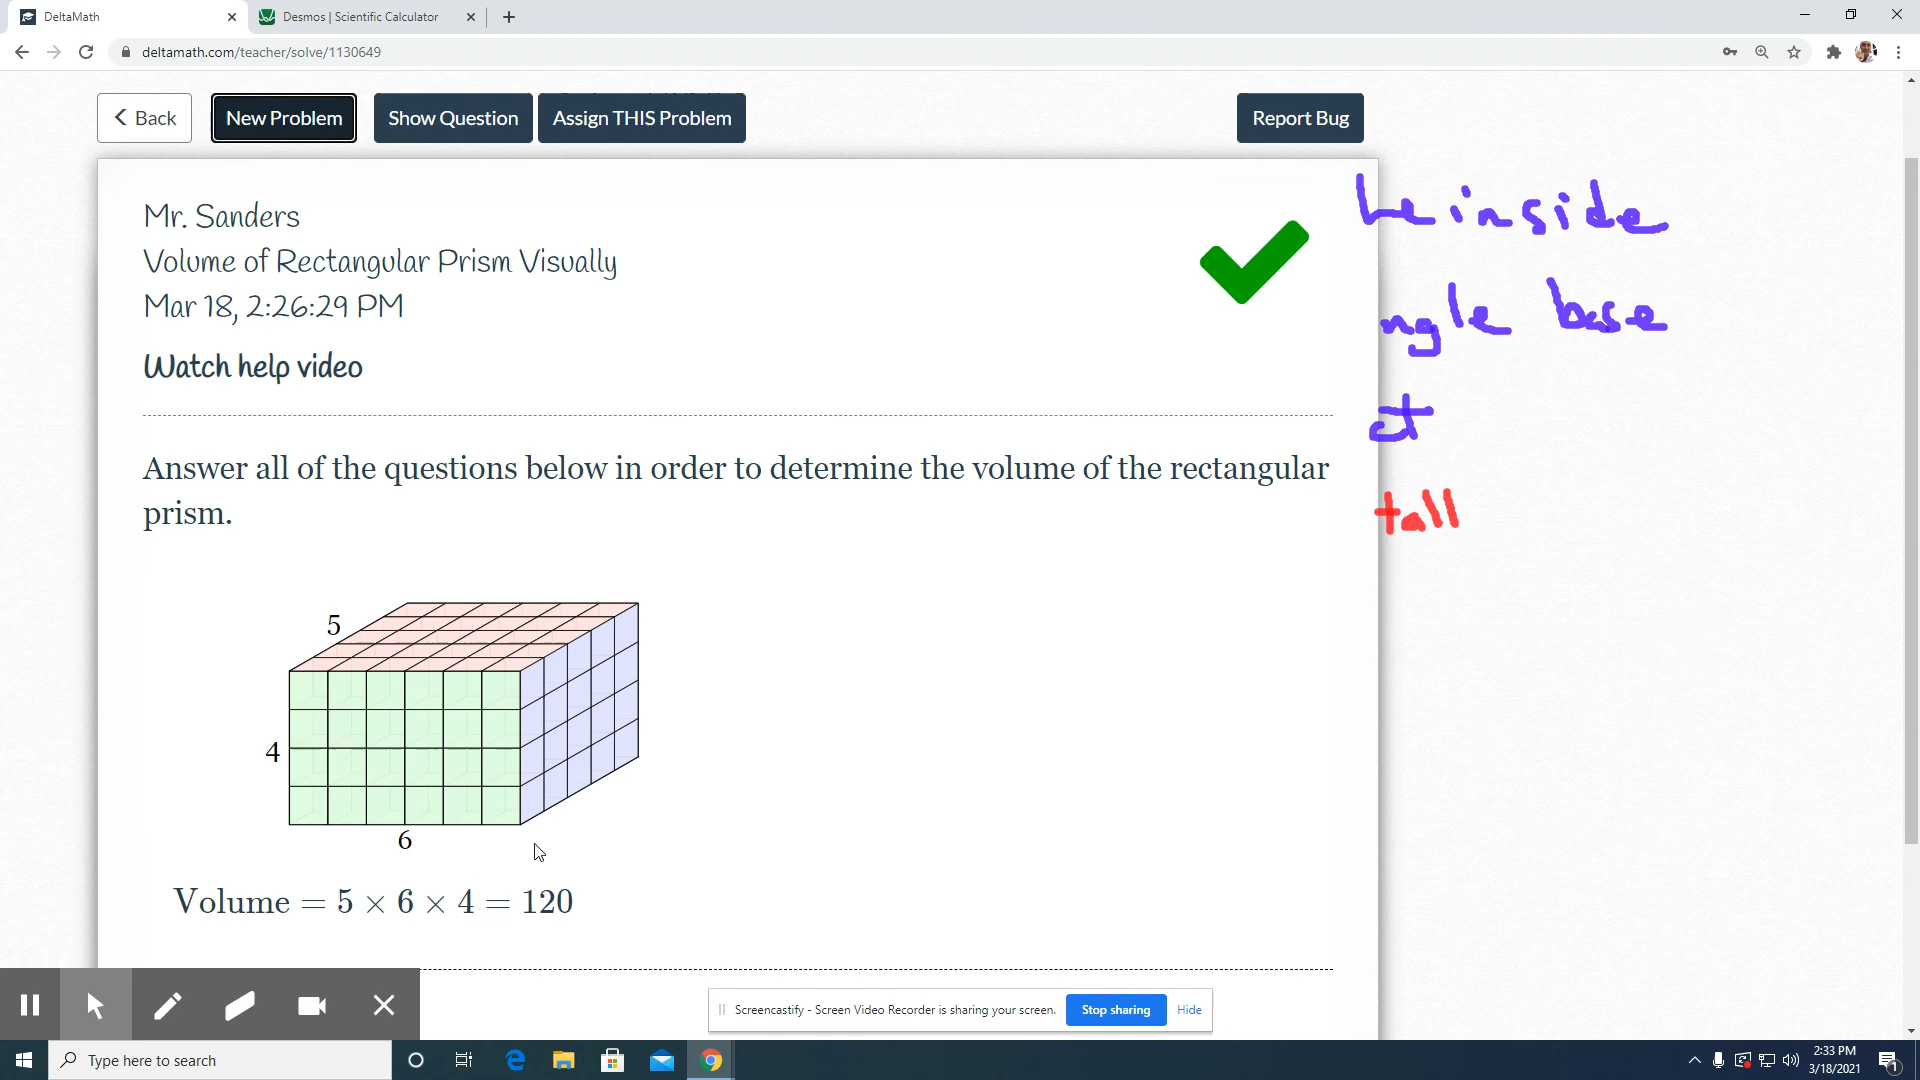 DeltaMath
Desmos | Scientific Calculator
deltamath.com/teacher/solve/1130649
Back
New Problem
Show Question
Assign THIS Problem
Report Bug
Mr. Sanders
Volume of Rectangular Prism Visually
Mar 18, 2:26:29 PM
Watch help video
be inside
ngle base
tall
Answer all of the questions below in order to determine the volume of the rectangular
prism.
5
4
6
Volume = 5 × 6 × 4 = 120
Screencastify - Screen Video Recorder is sharing your screen.
Stop sharing
Hide
Type here to search
2:33 PM
3/18/2021
1